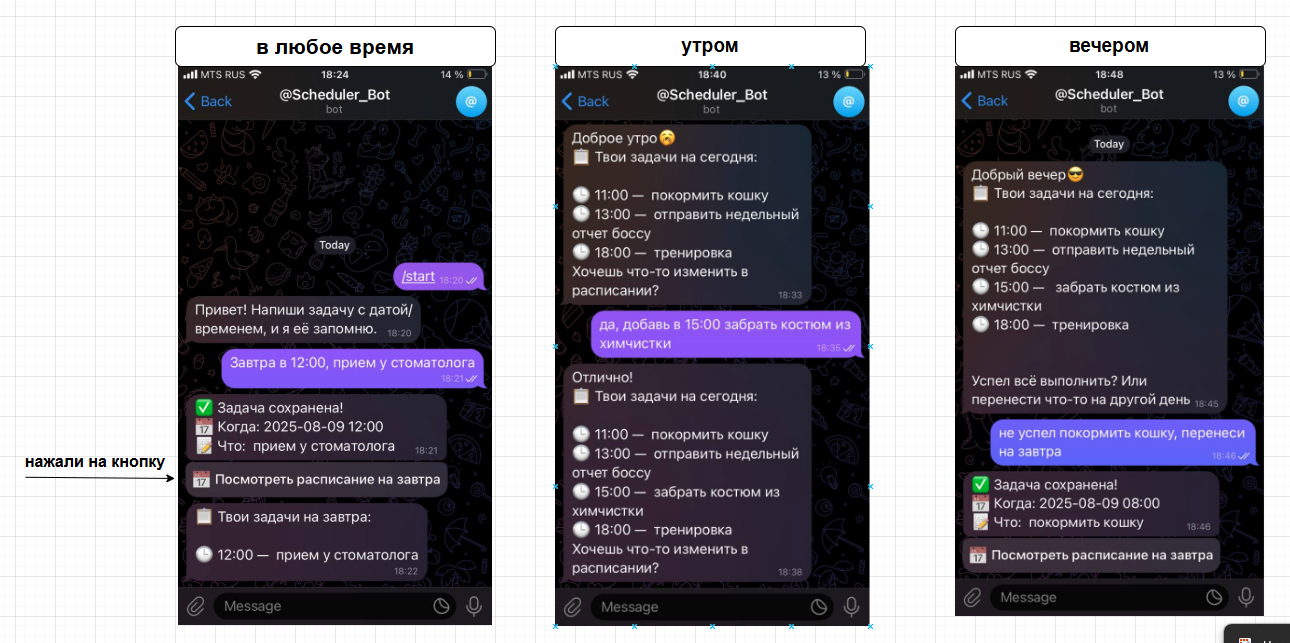 в любое время
MTS RUS
18:24
14 %
Back
@Scheduler_Bot
bot
@
Today
/start 18:20
Привет! Напиши задачу с датой/
временем, и я её запомню. 18:20
Завтра в 12:00, прием у стоматолога
18:21
Задача сохранена!
17 Когда: 2025-08-09 12:00
Что: прием у стоматолога 18:21
нажали на кнопку
17 Посмотреть расписание на завтра
Твои задачи на завтра:
12:00 — прием у стоматолога
18:22
Message
утром
MTS RUS
18:40
13 %
Back
@Scheduler_Bot
bot
@
Доброе утро
Твои задачи на сегодня:
11:00 — покормить кошку
13:00 — отправить недельный
отчет боссу
18:00 — тренировка
Хочешь что-то изменить в
расписании? 18:33
да, добавь в 15:00 забрать костюм из
химчистки 18:35
Отлично!
Твои задачи на сегодня:
11:00 — покормить кошку
13:00 — отправить недельный
отчет боссу
15:00 — забрать костюм из
химчистки
18:00 — тренировка
Хочешь что-то изменить в
расписании? 18:38
Message
вечером
MTS RUS
18:48
13 %
Back
@Scheduler_Bot
bot
@
Today
Добрый вечер
Твои задачи на сегодня:
11:00 — покормить кошку
13:00 — отправить недельный
отчет боссу
15:00 — забрать костюм из
химчистки
18:00 — тренировка
Успел всё выполнить? Или
перенести что-то на другой день 18:45
не успел покормить кошку, перенеси
на завтра 18:46
Задача сохранена!
17 Когда: 2025-08-09 08:00
Что: покормить кошку 18:46
17 Посмотреть расписание на завтра
Message